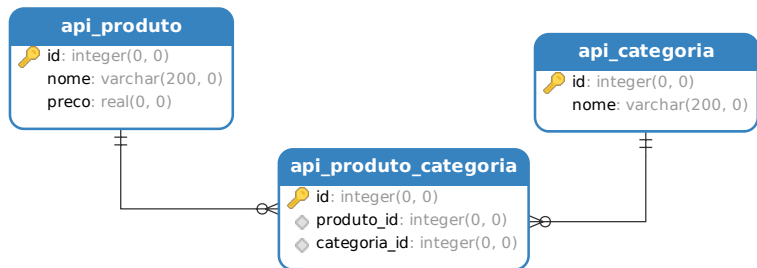 api_produto
id: integer(0, 0)
nome: varchar(200, 0)
preco: real(0, 0)
api_categoria
id: integer(0, 0)
nome: varchar(200, 0)
api_produto_categoria
id: integer(0, 0)
produto_id: integer(0, 0)
categoria_id: integer(0, 0)